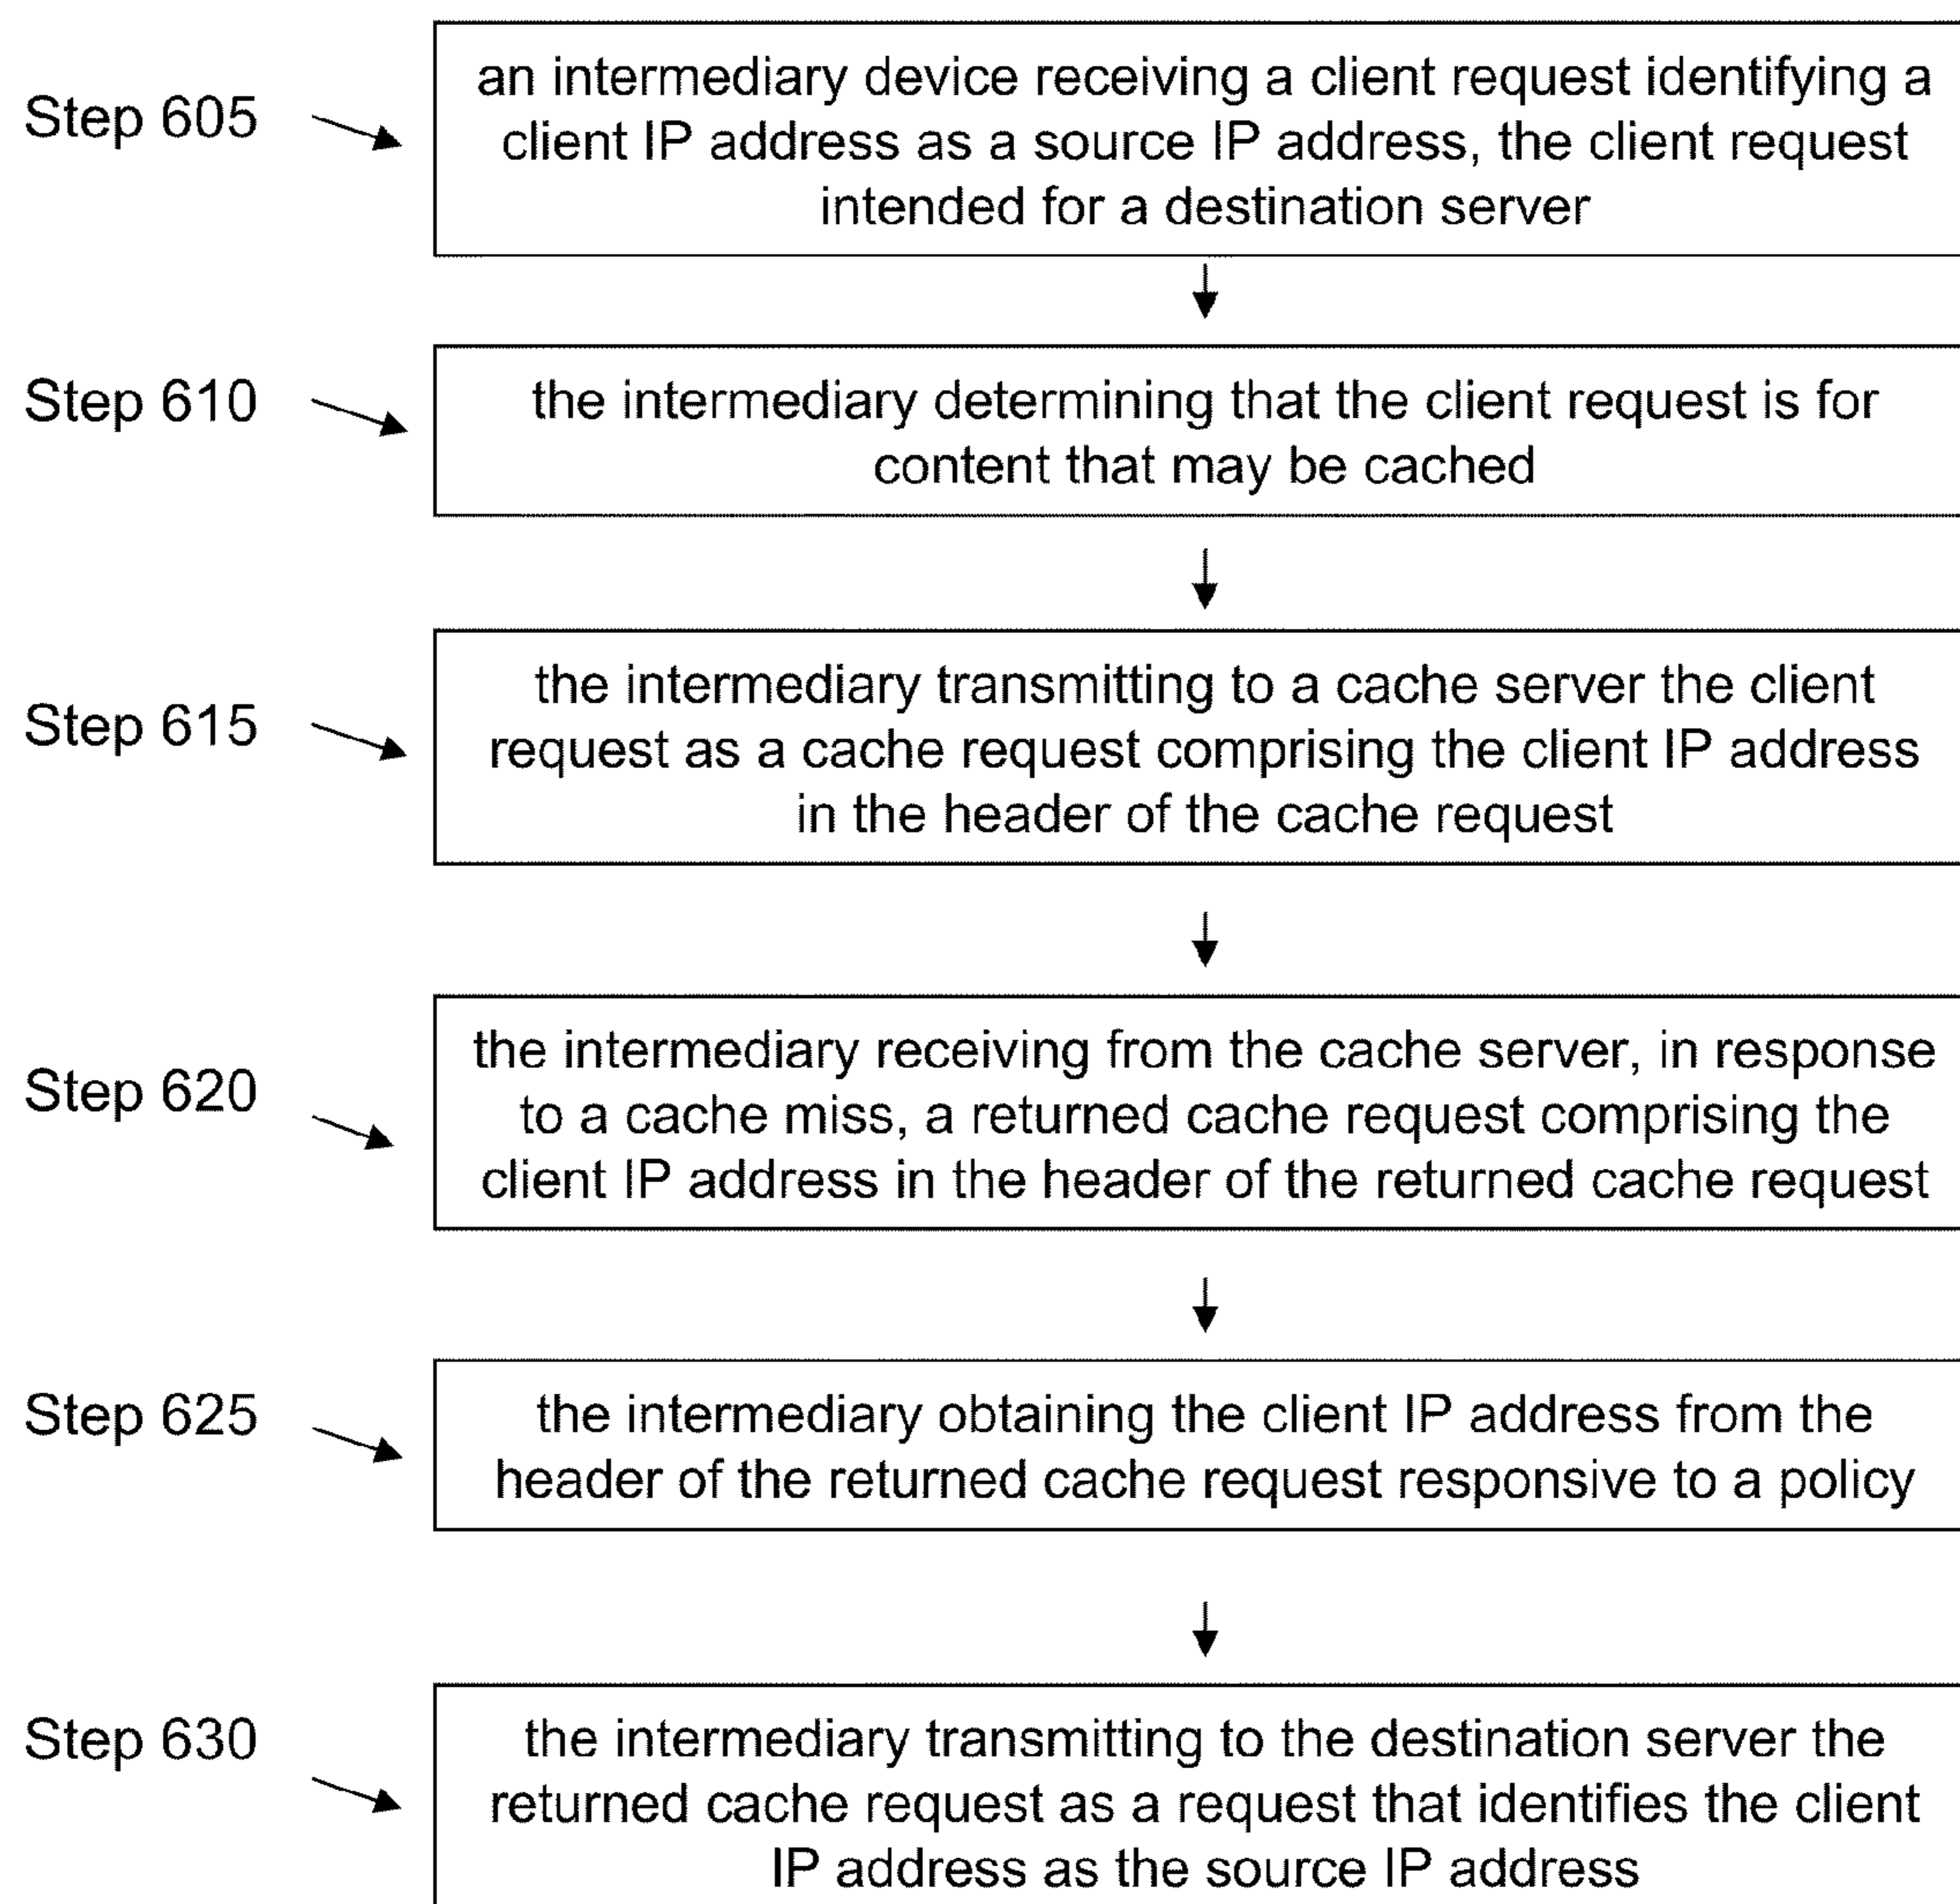 Step 605
an intermediary device receiving a client request identifying a
client IP address as a source IP address, the client request
intended for a destination server
Step 610
the intermediary determining that the client request is for
content that may be cached
Step 615
the intermediary transmitting to a cache server the client
request as a cache request comprising the client IP address
in the header of the cache request
Step 620
the intermediary receiving from the cache server, in response
to a cache miss, a returned cache request comprising the
client IP address in the header of the returned cache request
Step 625
the intermediary obtaining the client IP address from the
header of the returned cache request responsive to a policy
Step 630
the intermediary transmitting to the destination server the
returned cache request as a request that identifies the client
IP address as the source IP address